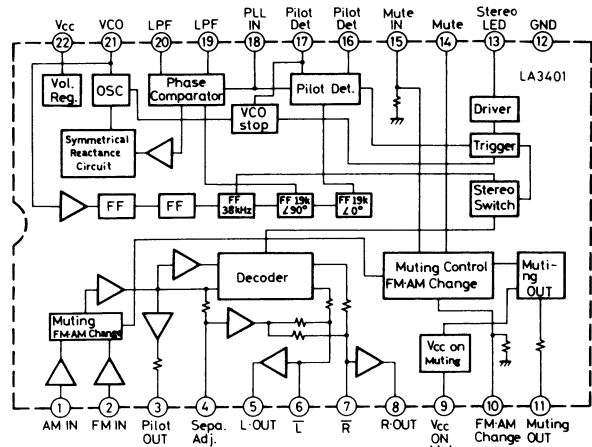 Vcc VCO LPF LPF PLL IN Pilot Det Pilot Det Mute IN Mute Stereo LED GND
22 21 20 19 18 17 16 15 14 13 12
LA3401
Vol. Reg.
OSC
Phase Comparator
Pilot Det.
Driver
VCO stop
Symmetrical Reactance Circuit
Trigger
FF
FF
FF 38kHz
FF 19k ∠90°
FF 19k ∠0°
Stereo Switch
Decoder
Muting Control FM·AM Change
Muti-ng OUT
Muting FM·AM Change
Vcc on Muting
1 2 3 4 5 6 7 8 9 10 11
AM IN FM IN Pilot OUT Sepa. Adj. L·OUT L̅ R̅ R·OUT Vcc ON FM·AM Change Muting OUT